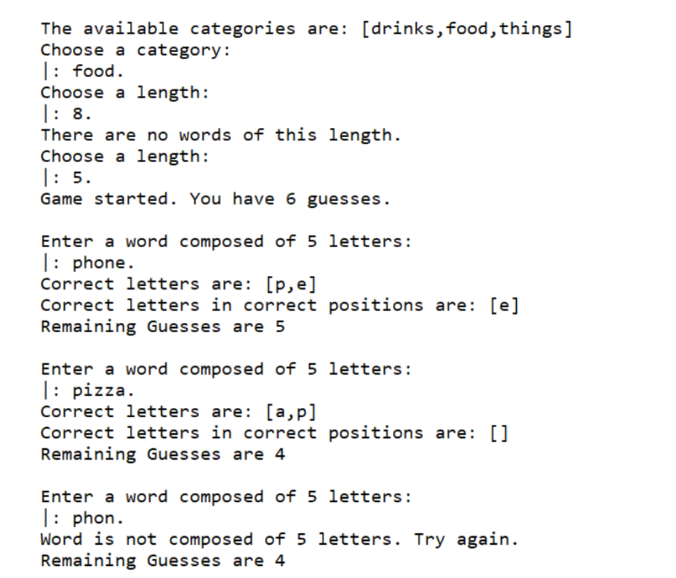 The available categories are: [drinks,food,things]
Choose a category:
|: food.
Choose a length:
|: 8.
There are no words of this length.
Choose a length:
|: 5.
Game started. You have 6 guesses.
Enter a word composed of 5 letters:
|: phone.
Correct letters are: [p,e]
Correct letters in correct positions are: [e]
Remaining Guesses are 5
Enter a word composed of 5 letters:
|: pizza.
Correct letters are: [a,p]
Correct letters in correct positions are: []
Remaining Guesses are 4
Enter a word composed of 5 letters:
|: phon.
Word is not composed of 5 letters. Try again.
Remaining Guesses are 4